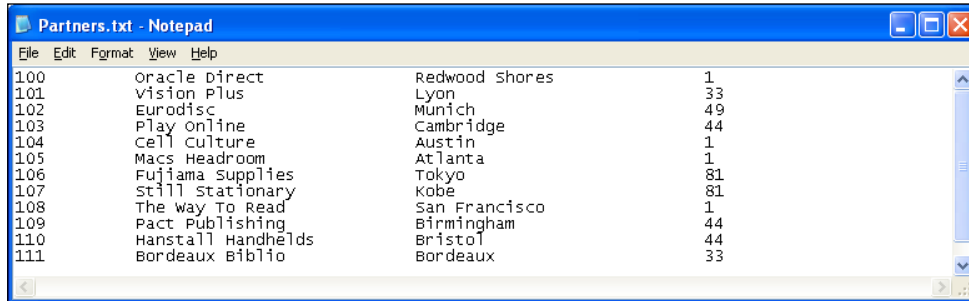 Partners.txt - Notepad
File Edit Format View Help
100 Oracle Direct Redwood Shores 1
101 Vision Plus Lyon 33
102 Eurodisc Munich 49
103 Play Online Cambridge 44
104 Cell Culture Austin 1
105 Macs Headroom Atlanta 1
106 Fujiama Supplies Tokyo 81
107 Still Stationary Kobe 81
108 The Way To Read San Francisco 1
109 Pact Publishing Birmingham 44
110 Hanstall Handhelds Bristol 44
111 Bordeaux Biblio Bordeaux 33